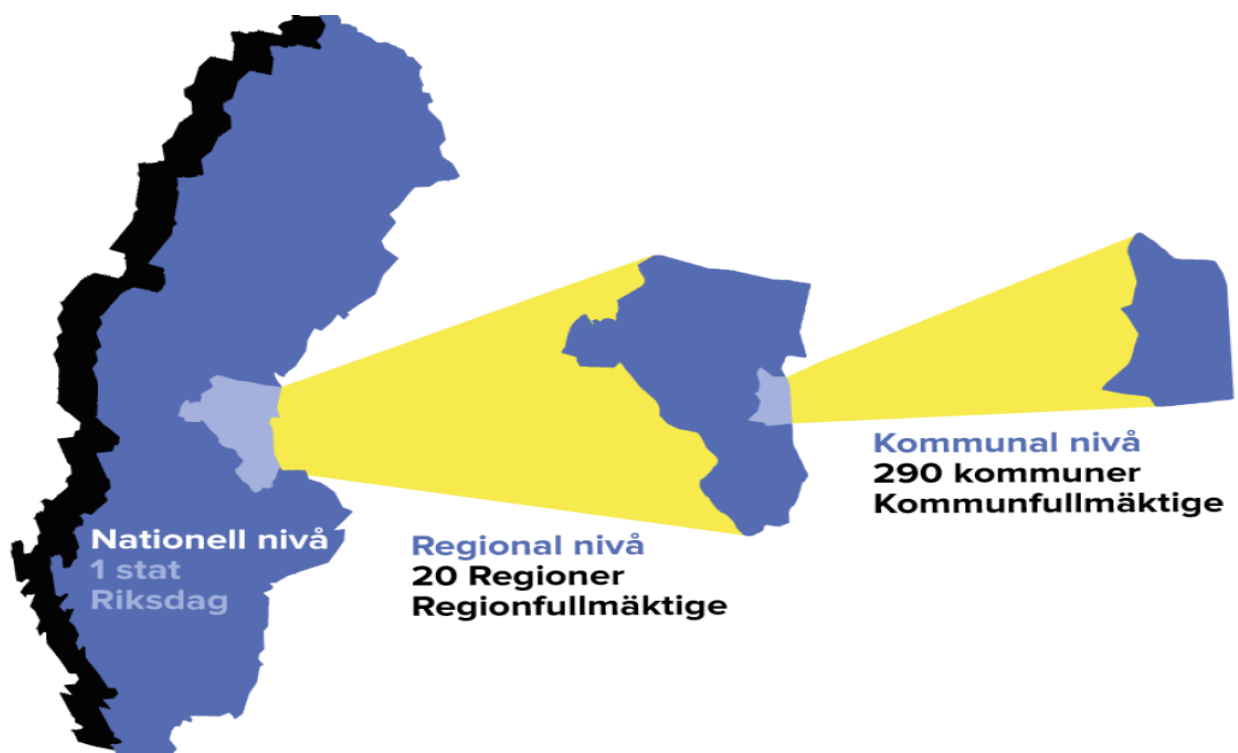 Nationell nivå
1 stat
Riksdag
Regional nivå
20 Regioner
Regionfullmäktige
Kommunal nivå
290 kommuner
Kommunfullmäktige